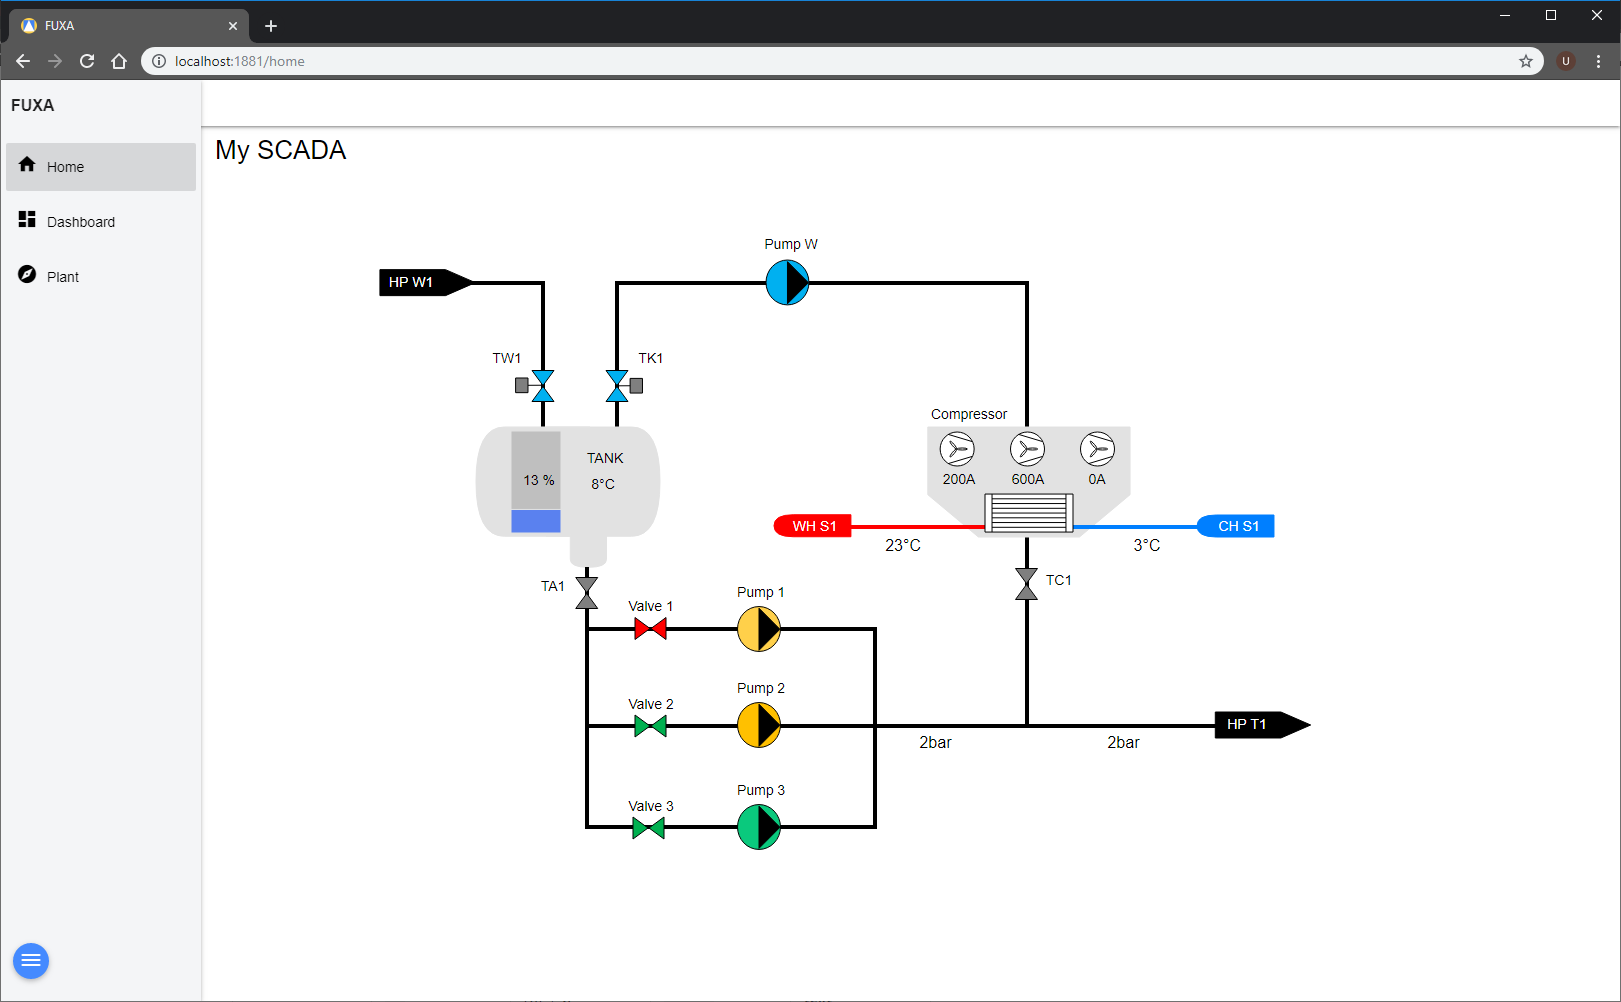 FUXA
localhost:1881/home
U
FUXA
Home
Dashboard
Plant
My SCADA
Pump W
HP W1
TW1
TK1
Compressor
TANK
13 %
8°C
200A
600A
0A
WH S1
CH S1
23°C
3°C
TA1
TC1
Pump 1
Valve 1
Pump 2
Valve 2
HP T1
2bar
2bar
Pump 3
Valve 3